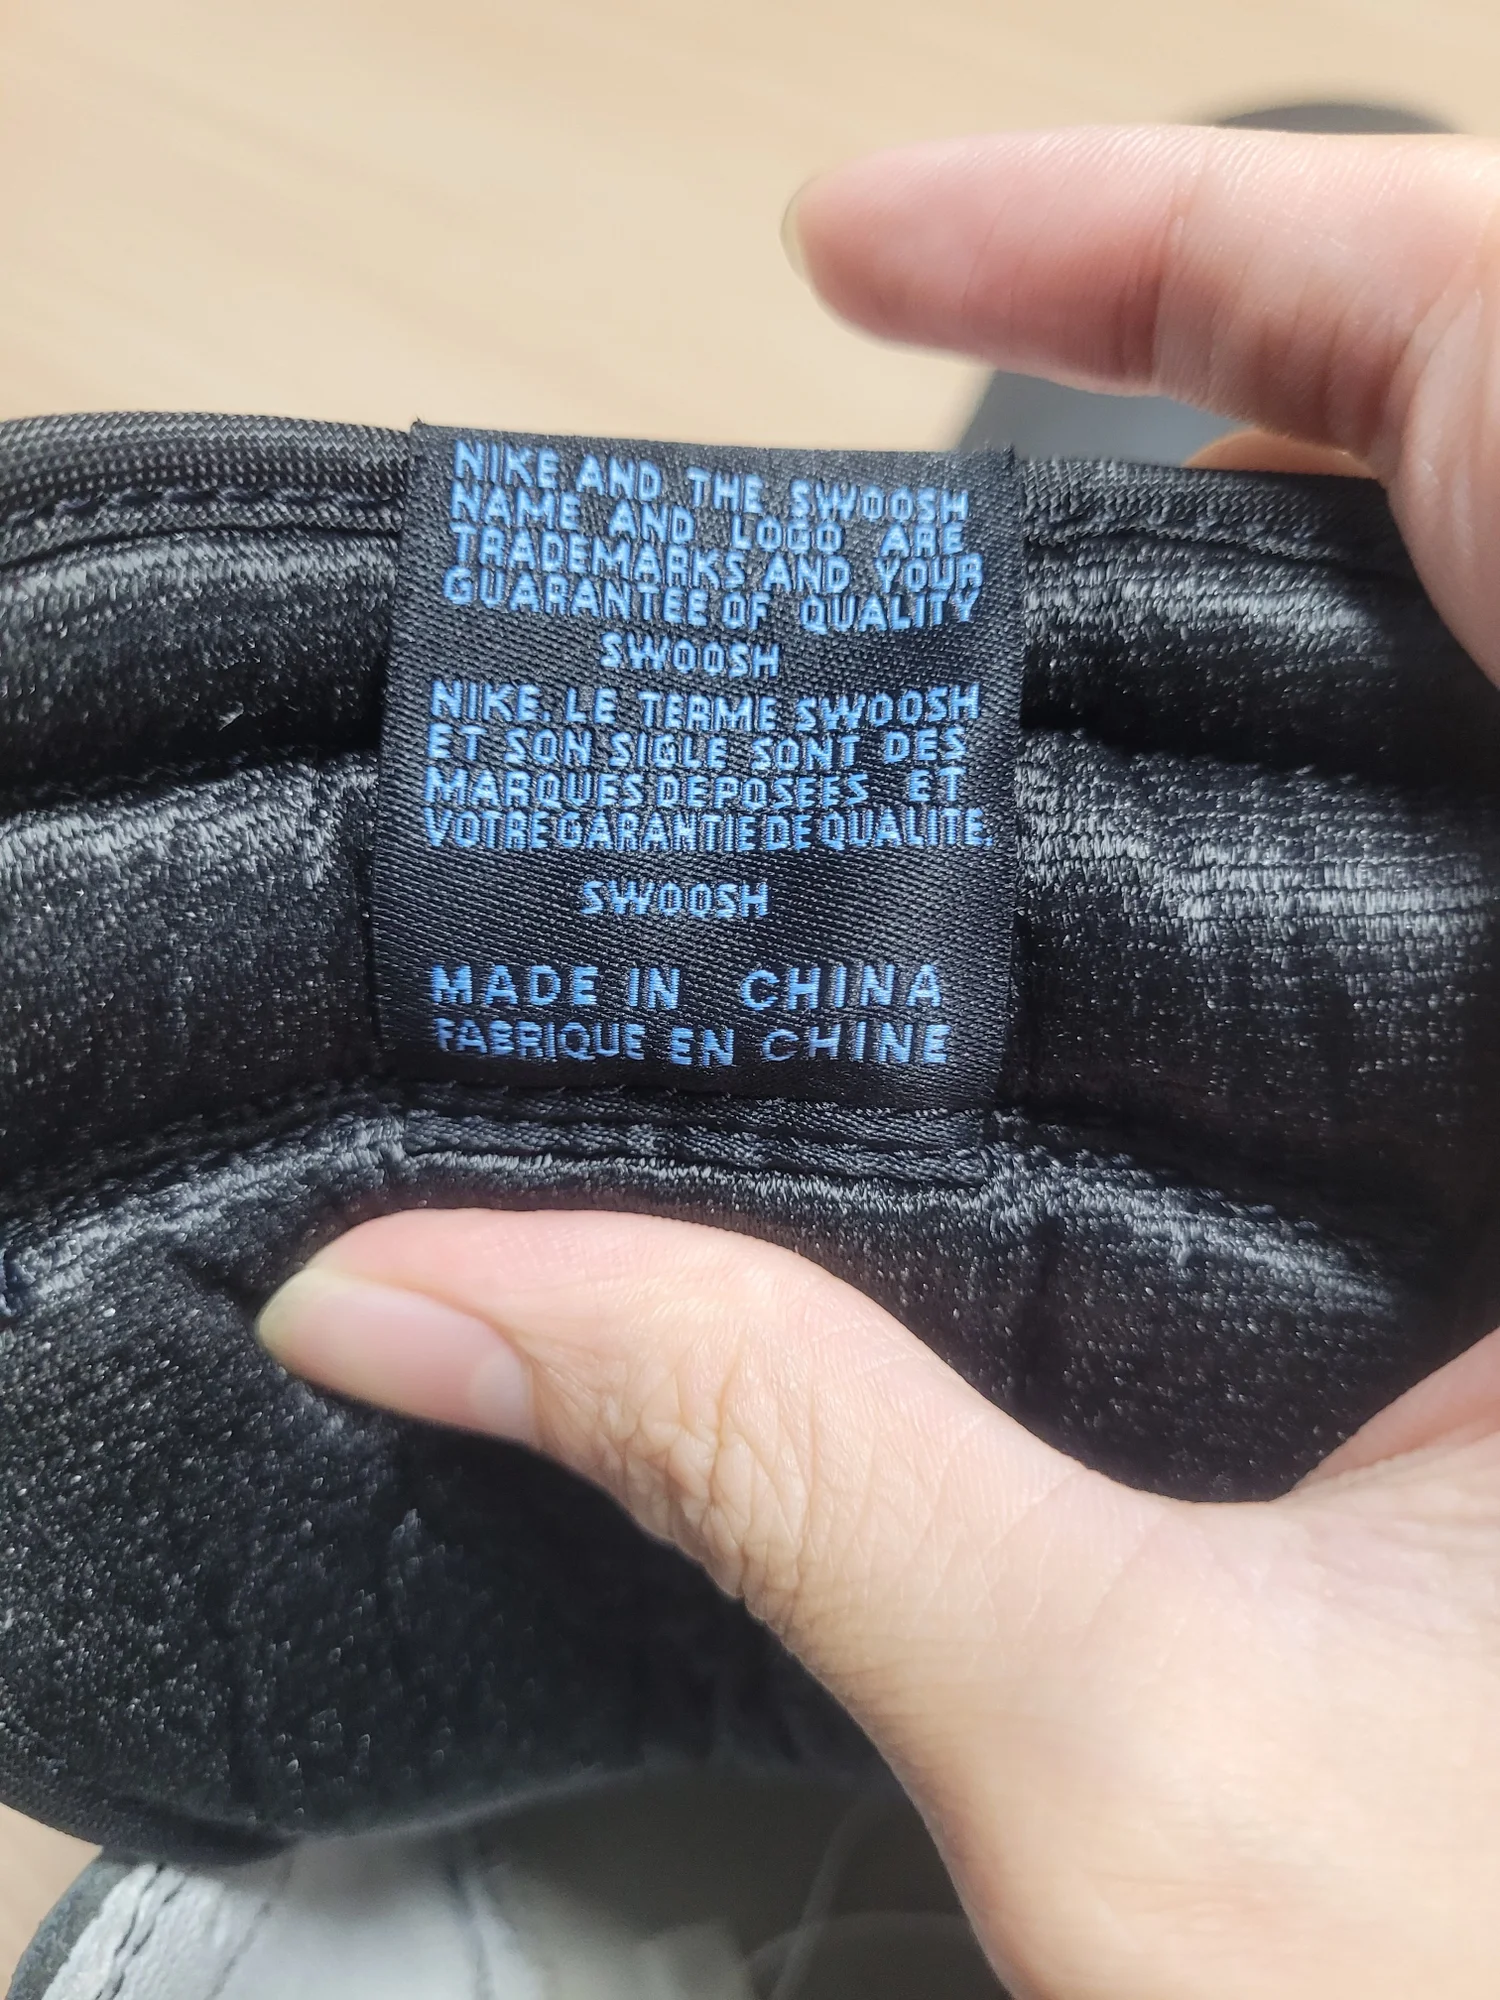 NIKE AND THE SWOOSH
NAME AND LOGO ARE
TRADEMARKS AND YOUR
GUARANTEE OF QUALITY
SWOOSH
NIKE. LE TERME SWOOSH
ET SON SIGLE SONT DES
MARQUES DEPOSEES ET
VOTRE GARANTIE DE QUALITE.
SWOOSH
MADE IN CHINA
FABRIQUE EN CHINE